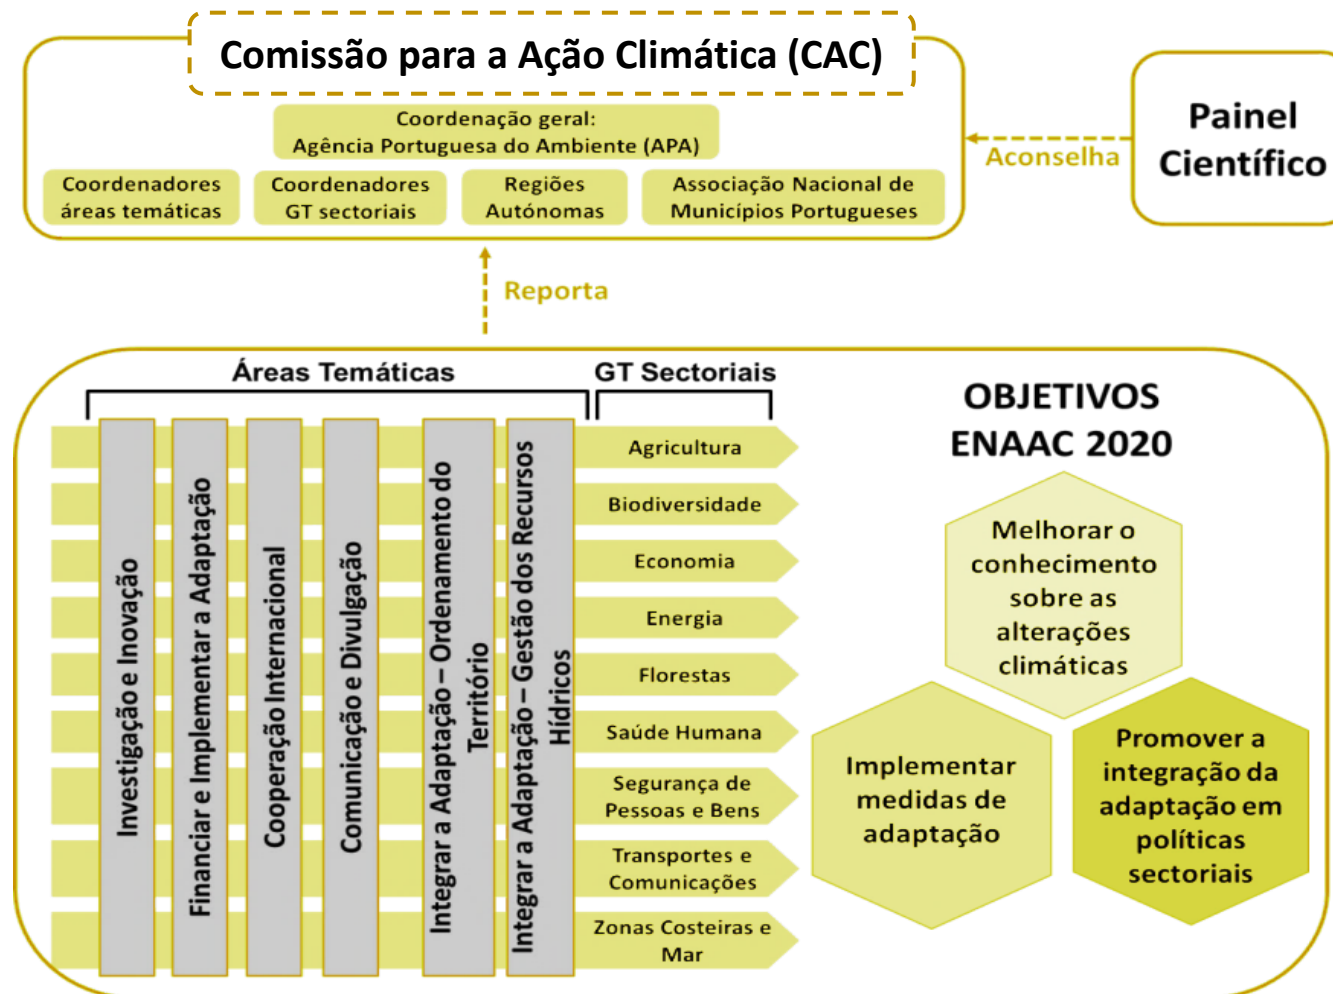 Comissão para a Ação Climática (CAC)
Coordenação geral:
Agência Portuguesa do Ambiente (APA)
Coordenadores
áreas temáticas
Coordenadores
GT sectoriais
Regiões
Autónomas
Associação Nacional de
Municípios Portugueses
Painel
Científico
Aconselha
Reporta
Áreas Temáticas
GT Sectoriais
Investigação e Inovação
Financiar e Implementar a Adaptação
Cooperação Internacional
Comunicação e Divulgação
Integrar a Adaptação – Ordenamento do
Território
Integrar a Adaptação – Gestão dos Recursos
Hídricos
Agricultura
Biodiversidade
Economia
Energia
Florestas
Saúde Humana
Segurança de
Pessoas e Bens
Transportes e
Comunicações
Zonas Costeiras e
Mar
OBJETIVOS
ENAAC 2020
Melhorar o
conhecimento
sobre as
alterações
climáticas
Implementar
medidas de
adaptação
Promover a
integração da
adaptação em
políticas
sectoriais